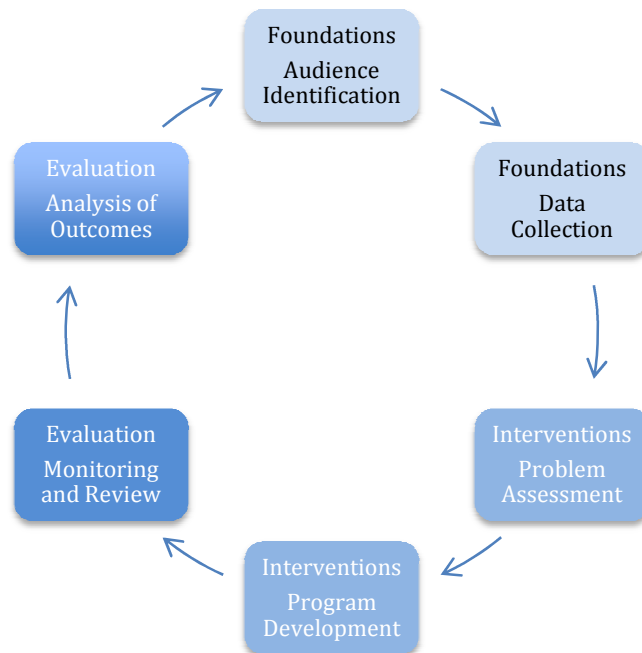 Foundations
Audience
Identification
Foundations
Data
Collection
Interventions
Problem
Assessment
Interventions
Program
Development
Evaluation
Monitoring
and Review
Evaluation
Analysis of
Outcomes